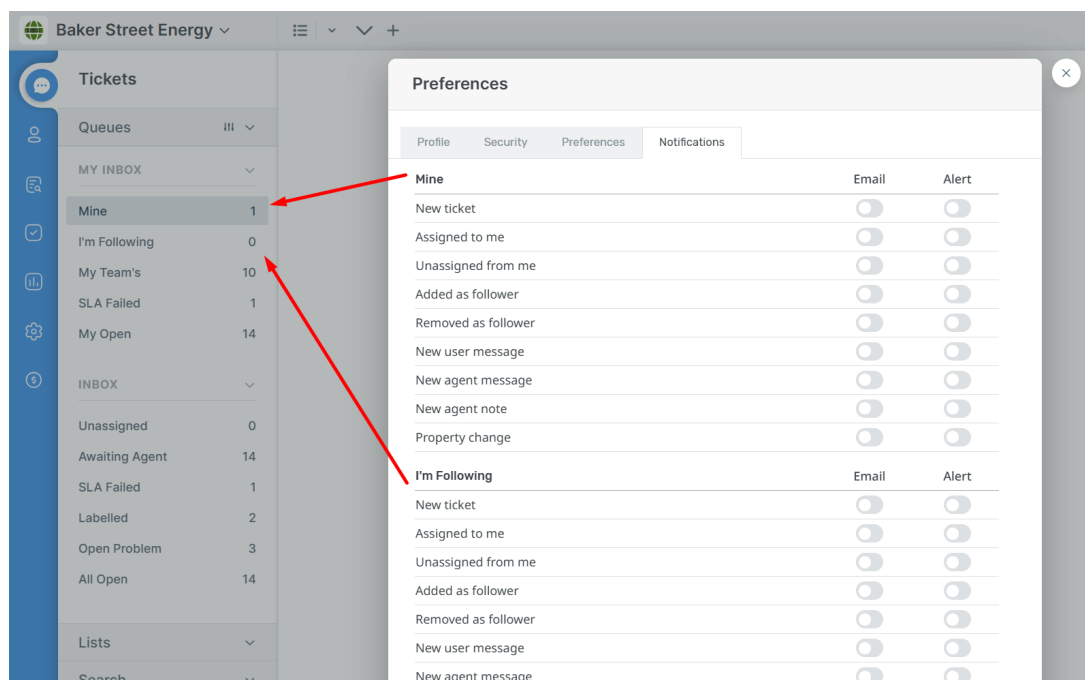 Baker Street Energy
Tickets
Queues
MY INBOX
Mine 1
I'm Following 0
My Team's 10
SLA Failed 1
My Open 14
INBOX
Unassigned 0
Awaiting Agent 14
SLA Failed 1
Labelled 2
Open Problem 3
All Open 14
Lists
Search
Preferences
Profile Security Preferences Notifications
Mine Email Alert
New ticket
Assigned to me
Unassigned from me
Added as follower
Removed as follower
New user message
New agent message
New agent note
Property change
I'm Following Email Alert
New ticket
Assigned to me
Unassigned from me
Added as follower
Removed as follower
New user message
New agent message